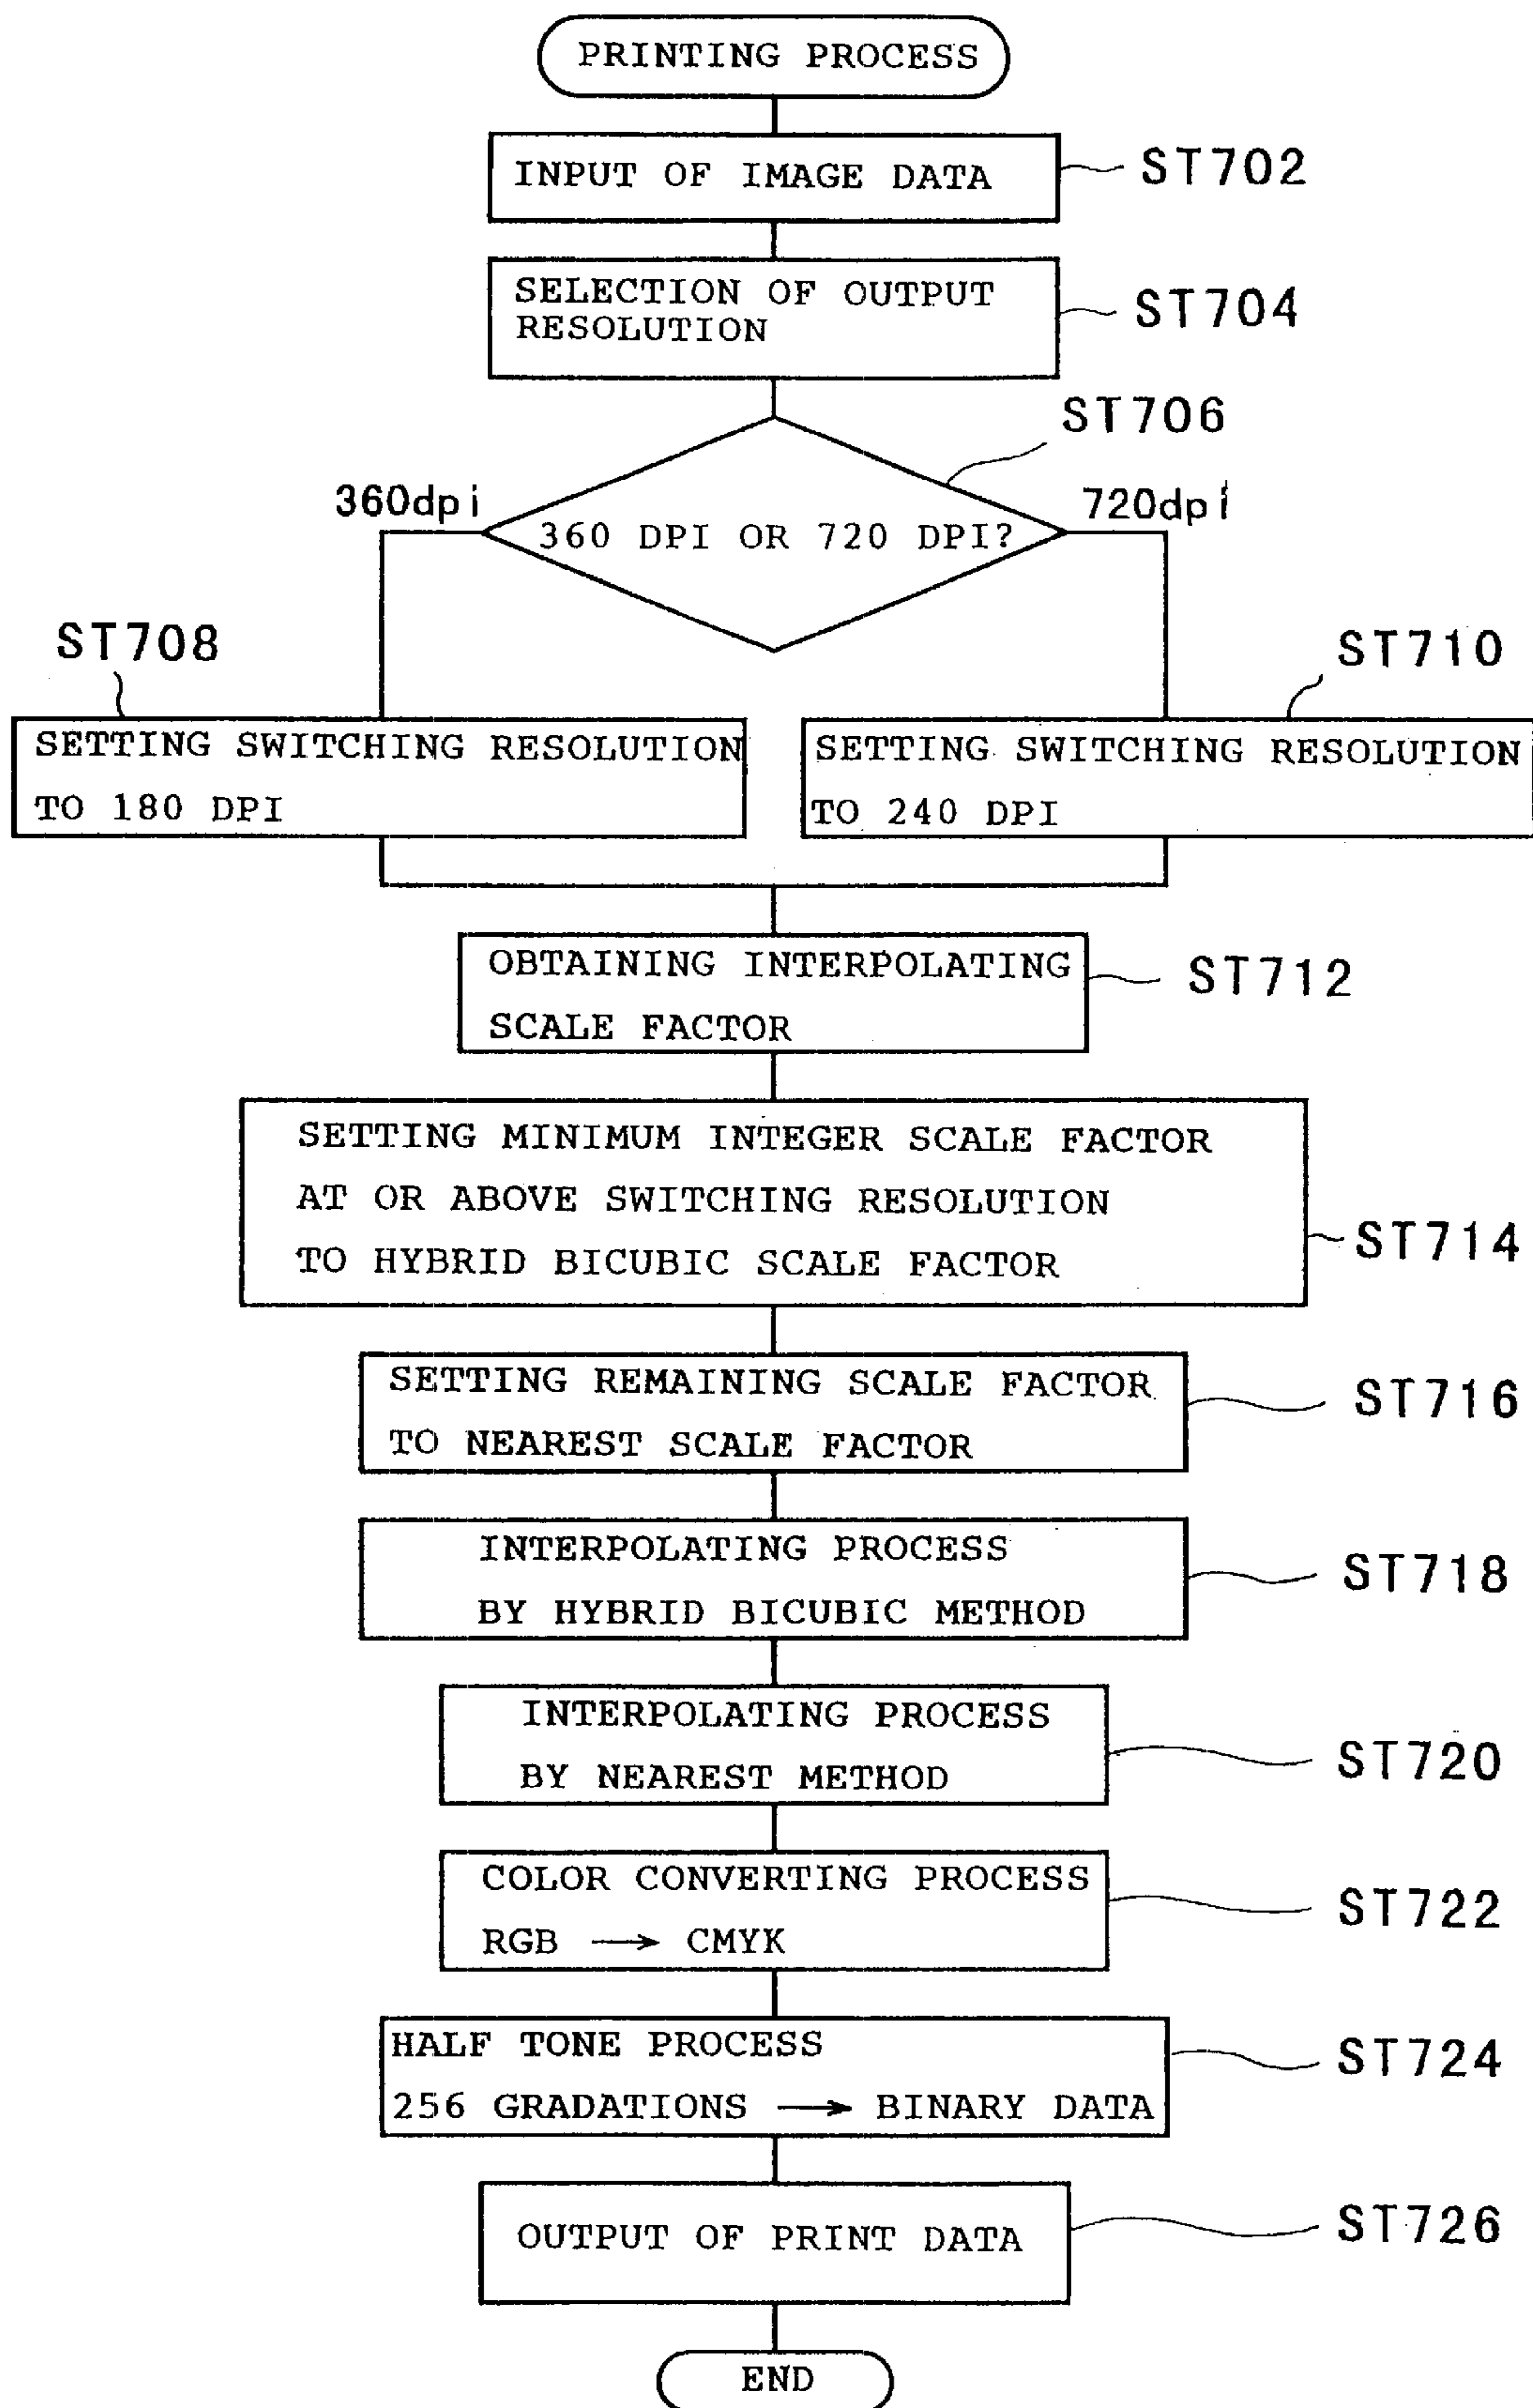 PRINTING PROCESS
INPUT OF IMAGE DATA
ST702
SELECTION OF OUTPUT
RESOLUTION
ST704
ST706
360dpi
720dpi
360 DPI OR 720 DPI?
ST708
ST710
SETTING SWITCHING RESOLUTION
TO 180 DPI
SETTING SWITCHING RESOLUTION
TO 240 DPI
OBTAINING INTERPOLATING
SCALE FACTOR
ST712
SETTING MINIMUM INTEGER SCALE FACTOR
AT OR ABOVE SWITCHING RESOLUTION
TO HYBRID BICUBIC SCALE FACTOR
ST714
SETTING REMAINING SCALE FACTOR
TO NEAREST SCALE FACTOR
ST716
INTERPOLATING PROCESS
BY HYBRID BICUBIC METHOD
ST718
INTERPOLATING PROCESS
BY NEAREST METHOD
ST720
COLOR CONVERTING PROCESS
RGB → CMYK
ST722
HALF TONE PROCESS
256 GRADATIONS → BINARY DATA
ST724
OUTPUT OF PRINT DATA
ST726
END